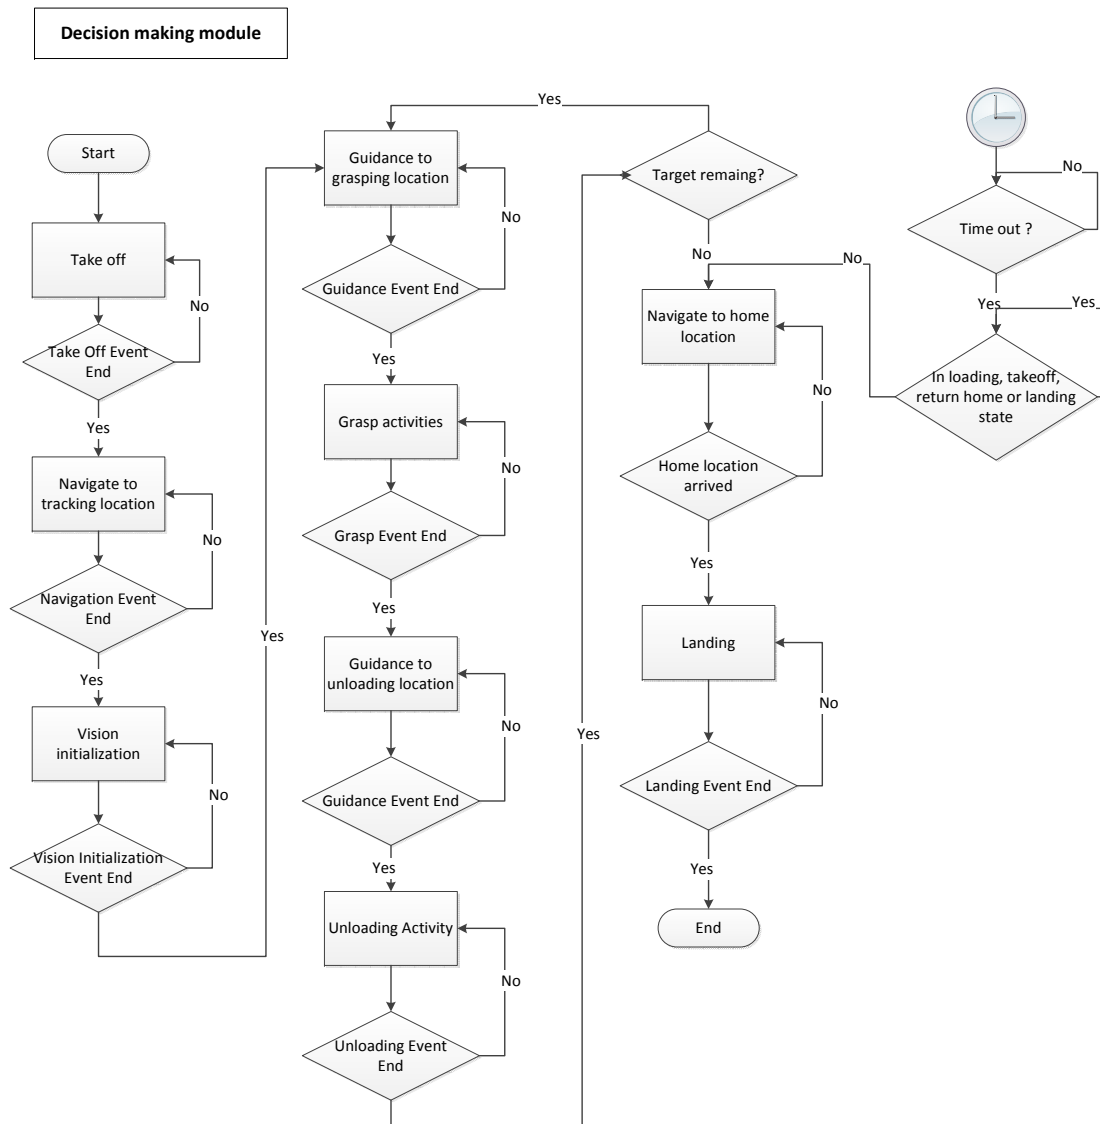 Decision making module
Start
Take off
No
Take Off Event
End
Yes
Navigate to
tracking location
No
Navigation Event
End
Yes
Vision
initialization
No
Vision Initialization
Event End
Yes
Guidance to
grasping location
No
Guidance Event End
Yes
Grasp activities
No
Grasp Event End
Yes
Guidance to
unloading location
No
Guidance Event End
Yes
Unloading Activity
No
Unloading Event
End
Yes
Yes
Target remaing?
No
Navigate to home
location
No
Home location
arrived
Yes
Landing
No
Landing Event End
Yes
End
No
Time out ?
Yes
Yes
In loading, takeoff,
return home or landing
state
No